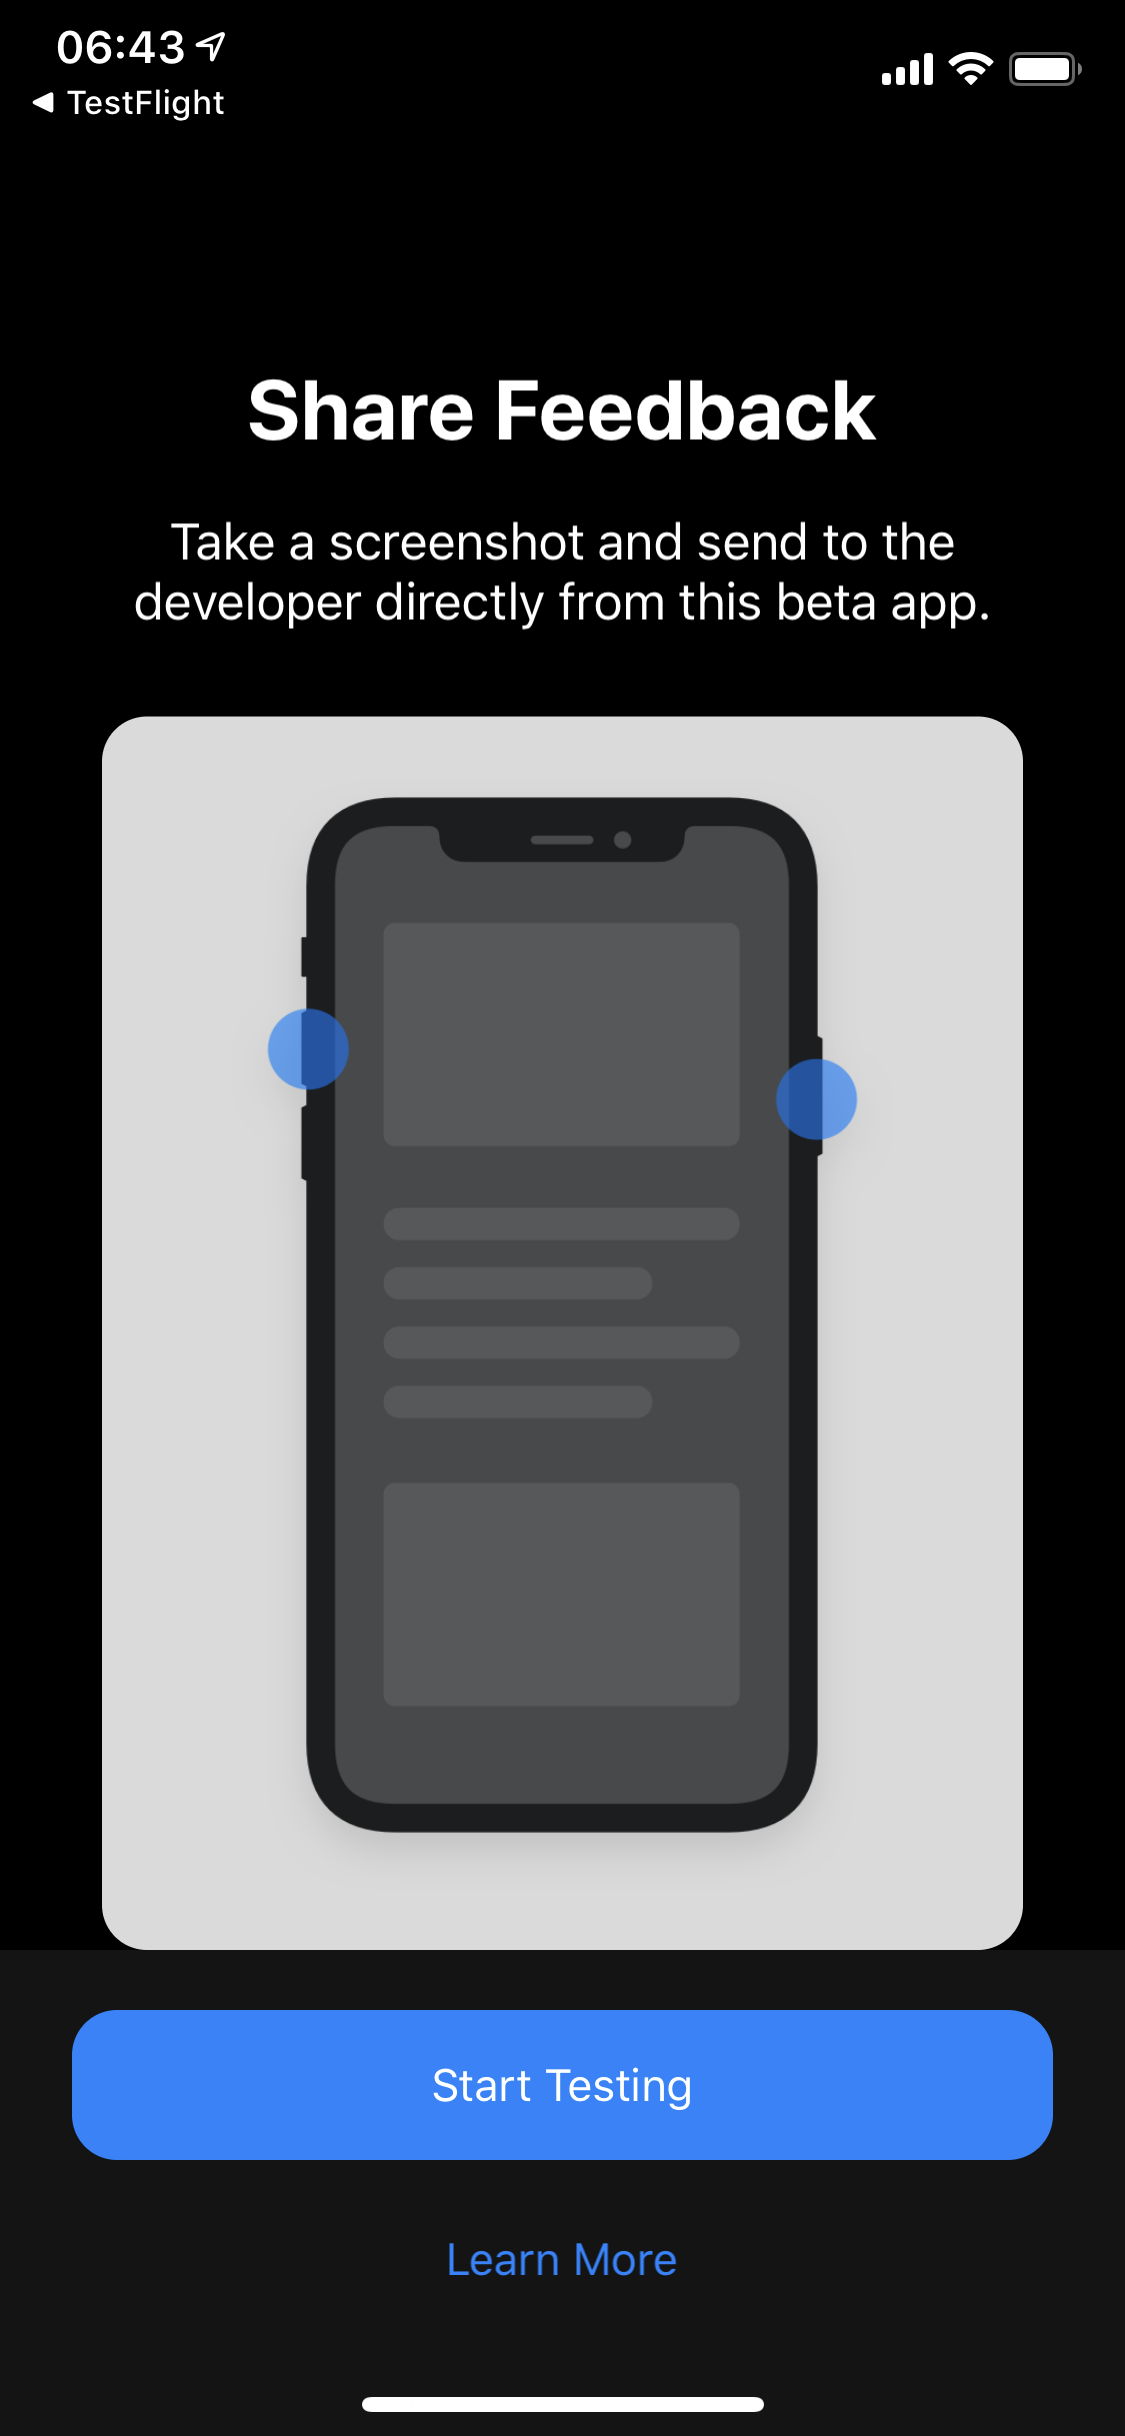 06:43
TestFlight
Share Feedback
Take a screenshot and send to the
developer directly from this beta app.
Start Testing
Learn More